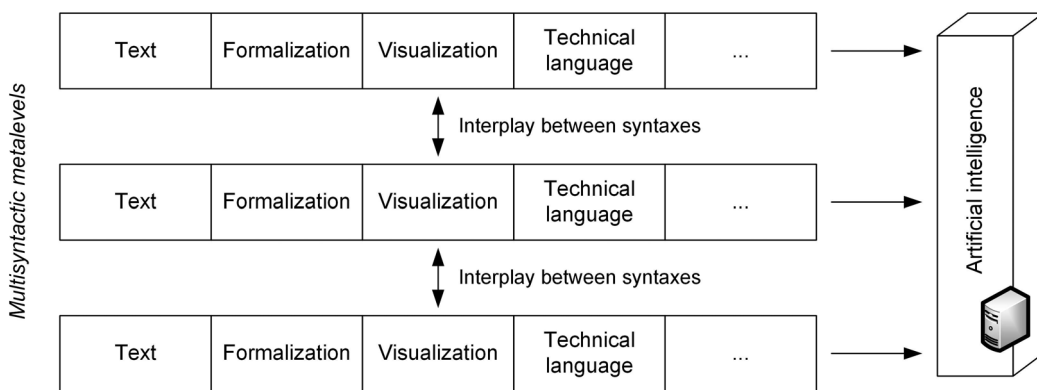 Multisyntactic metalevels
Text
Formalization
Visualization
Technical
language
...
Interplay between syntaxes
Text
Formalization
Visualization
Technical
language
...
Interplay between syntaxes
Text
Formalization
Visualization
Technical
language
...
Artificial intelligence